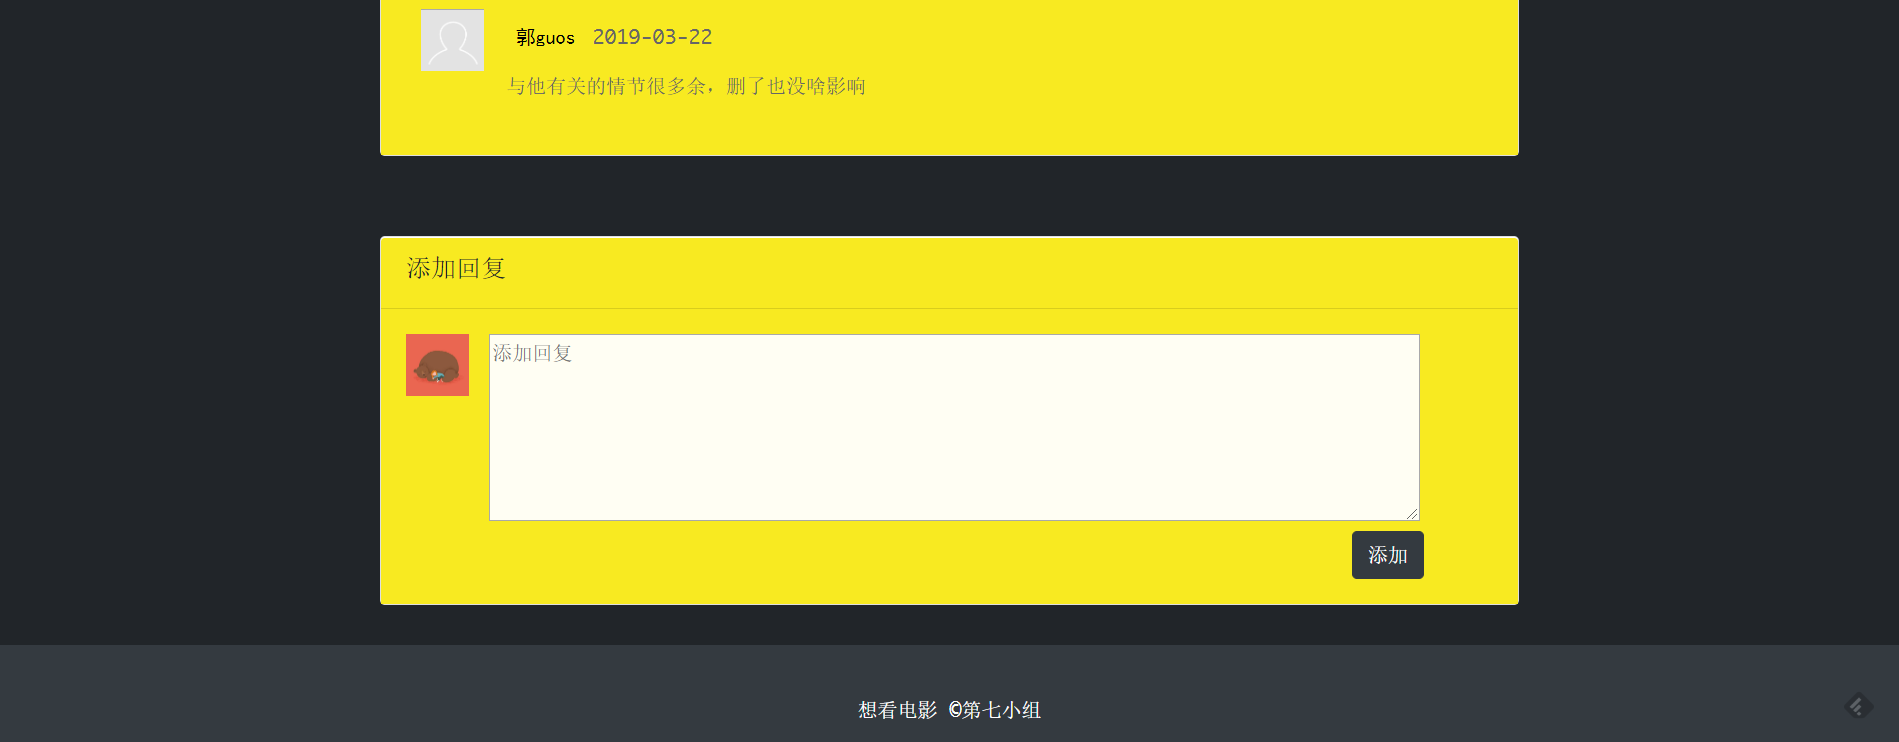 郭guos 2019-03-22
与他有关的情节很多余，删了也没啥影响
添加回复
添加回复
添加
想看电影 ©第七小组